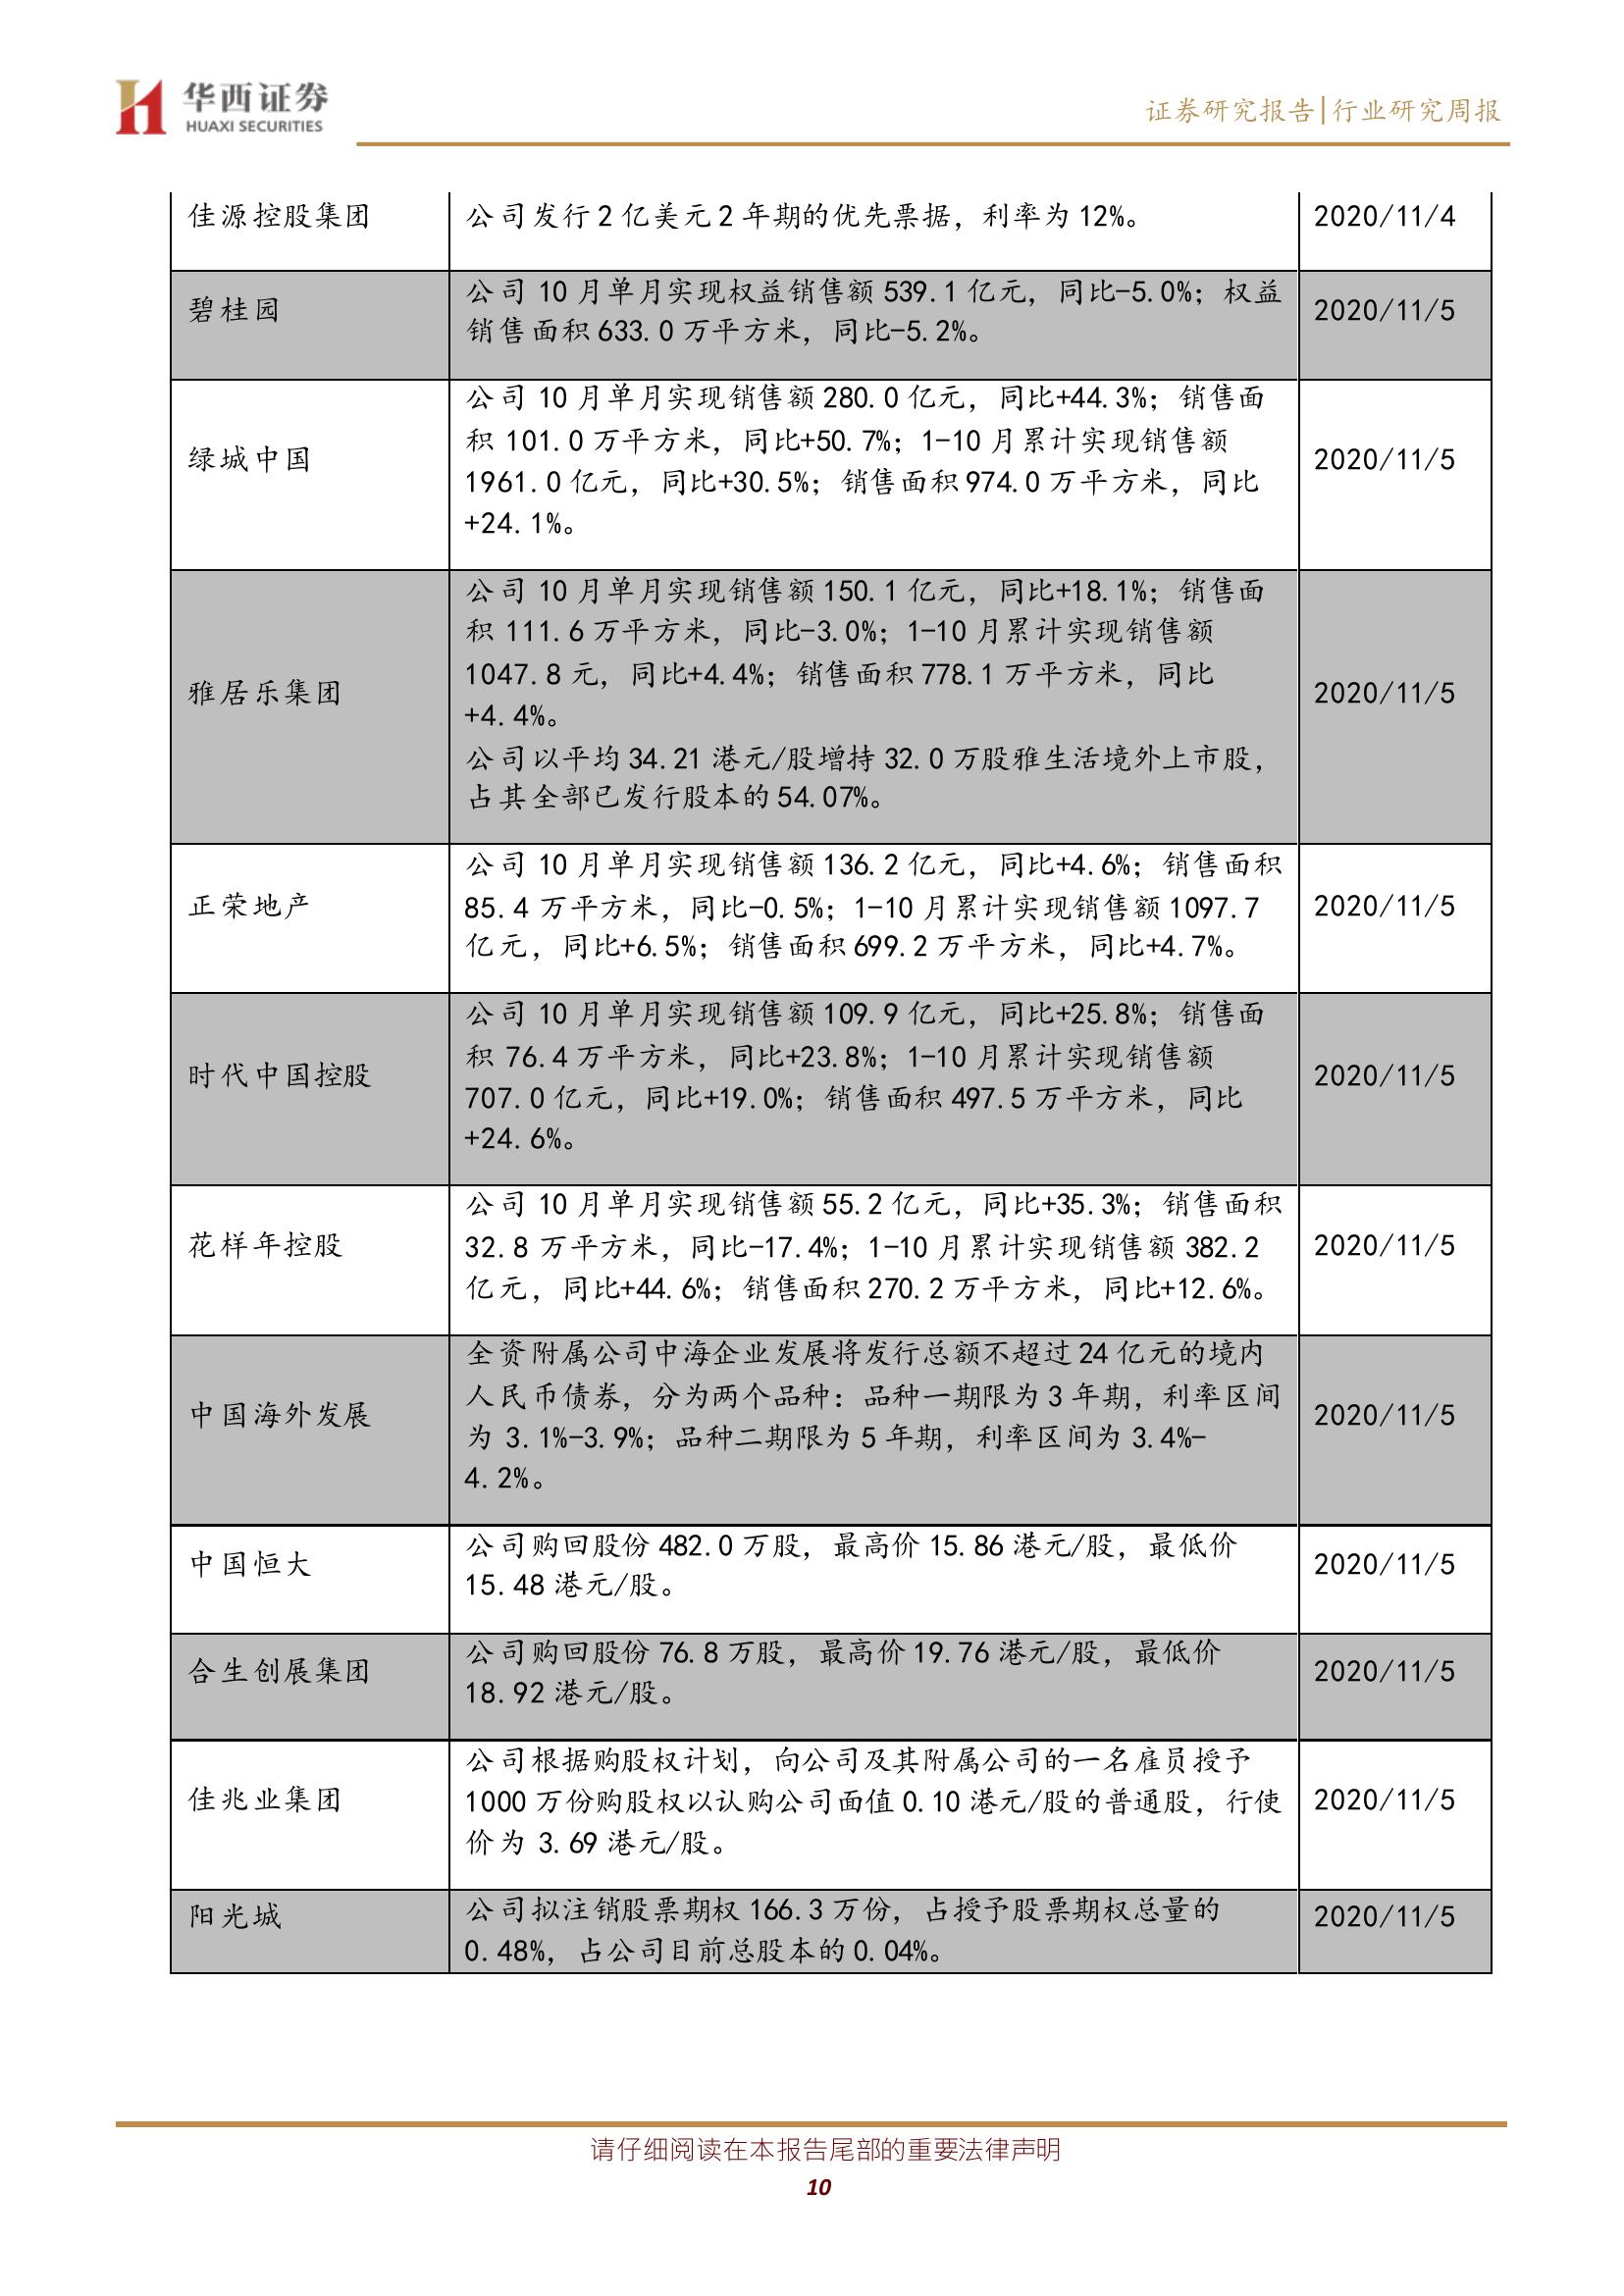 华西证券
HUAXI SECURITIES
证券研究报告|行业研究周报
佳源控股集团
公司发行 2 亿美元 2 年期的优先票据，利率为 12%。
2020/11/4
碧桂园
公司 10 月单月实现权益销售额 539.1 亿元，同比-5.0%；权益
销售面积 633.0 万平方米，同比-5.2%。
2020/11/5
绿城中国
公司 10 月单月实现销售额 280.0 亿元，同比+44.3%；销售面
积 101.0 万平方米，同比+50.7%；1-10 月累计实现销售额
1961.0 亿元，同比+30.5%；销售面积 974.0 万平方米，同比
+24.1%。
2020/11/5
雅居乐集团
公司 10 月单月实现销售额 150.1 亿元，同比+18.1%；销售面
积 111.6 万平方米，同比-3.0%；1-10 月累计实现销售额
1047.8 元，同比+4.4%；销售面积 778.1 万平方米，同比
+4.4%。
公司以平均 34.21 港元/股增持 32.0 万股雅生活境外上市股，
占其全部已发行股本的 54.07%。
2020/11/5
正荣地产
公司 10 月单月实现销售额 136.2 亿元，同比+4.6%；销售面积
85.4 万平方米，同比-0.5%；1-10 月累计实现销售额 1097.7
亿元，同比+6.5%；销售面积 699.2 万平方米，同比+4.7%。
2020/11/5
时代中国控股
公司 10 月单月实现销售额 109.9 亿元，同比+25.8%；销售面
积 76.4 万平方米，同比+23.8%；1-10 月累计实现销售额
707.0 亿元，同比+19.0%；销售面积 497.5 万平方米，同比
+24.6%。
2020/11/5
花样年控股
公司 10 月单月实现销售额 55.2 亿元，同比+35.3%；销售面积
32.8 万平方米，同比-17.4%；1-10 月累计实现销售额 382.2
亿元，同比+44.6%；销售面积 270.2 万平方米，同比+12.6%。
2020/11/5
中国海外发展
全资附属公司中海企业发展将发行总额不超过 24 亿元的境内
人民币债券，分为两个品种：品种一期限为 3 年期，利率区间
为 3.1%-3.9%；品种二期限为 5 年期，利率区间为 3.4%-
4.2%。
2020/11/5
中国恒大
公司购回股份 482.0 万股，最高价 15.86 港元/股，最低价
15.48 港元/股。
2020/11/5
合生创展集团
公司购回股份 76.8 万股，最高价 19.76 港元/股，最低价
18.92 港元/股。
2020/11/5
佳兆业集团
公司根据购股权计划，向公司及其附属公司的一名雇员授予
1000 万份购股权以认购公司面值 0.10 港元/股的普通股，行使
价为 3.69 港元/股。
2020/11/5
阳光城
公司拟注销股票期权 166.3 万份，占授予股票期权总量的
0.48%，占公司目前总股本的 0.04%。
2020/11/5
请仔细阅读在本报告尾部的重要法律声明
10